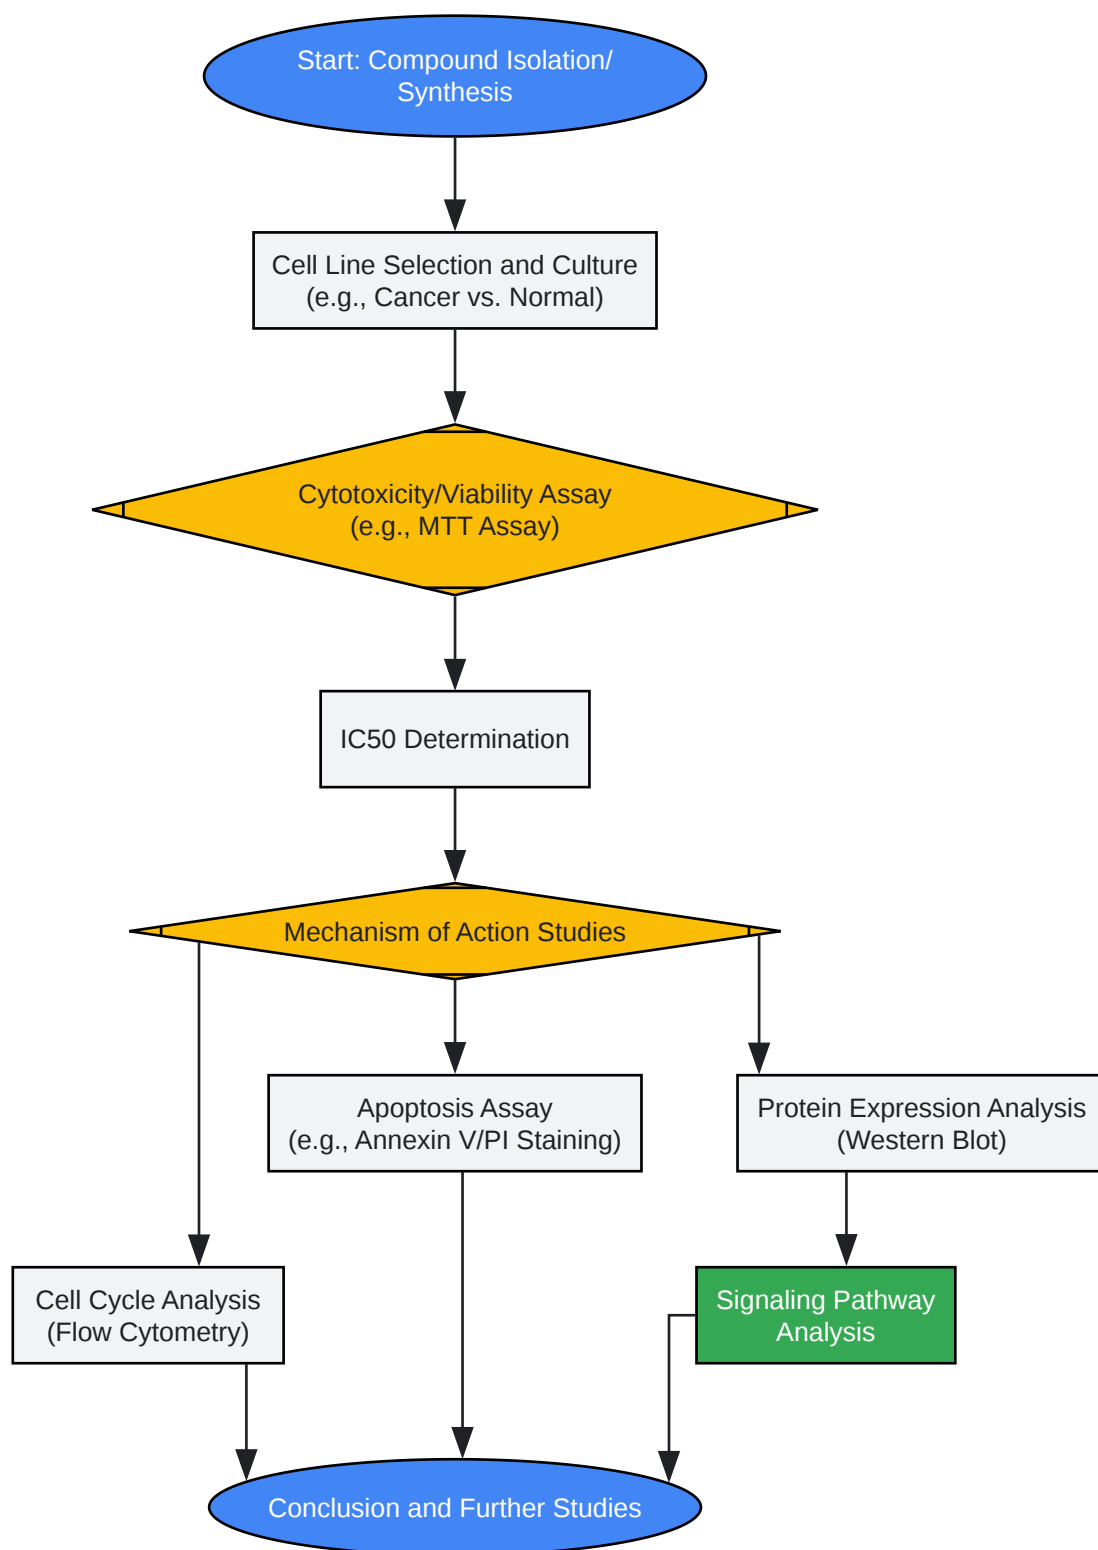 Start: Compound Isolation/
Synthesis
Cell Line Selection and Culture
(e.g., Cancer vs. Normal)
Cytotoxicity/Viability Assay
(e.g., MTT Assay)
IC50 Determination
Mechanism of Action Studies
Apoptosis Assay
(e.g., Annexin V/PI Staining)
Protein Expression Analysis
(Western Blot)
Cell Cycle Analysis
(Flow Cytometry)
Signaling Pathway
Analysis
Conclusion and Further Studies